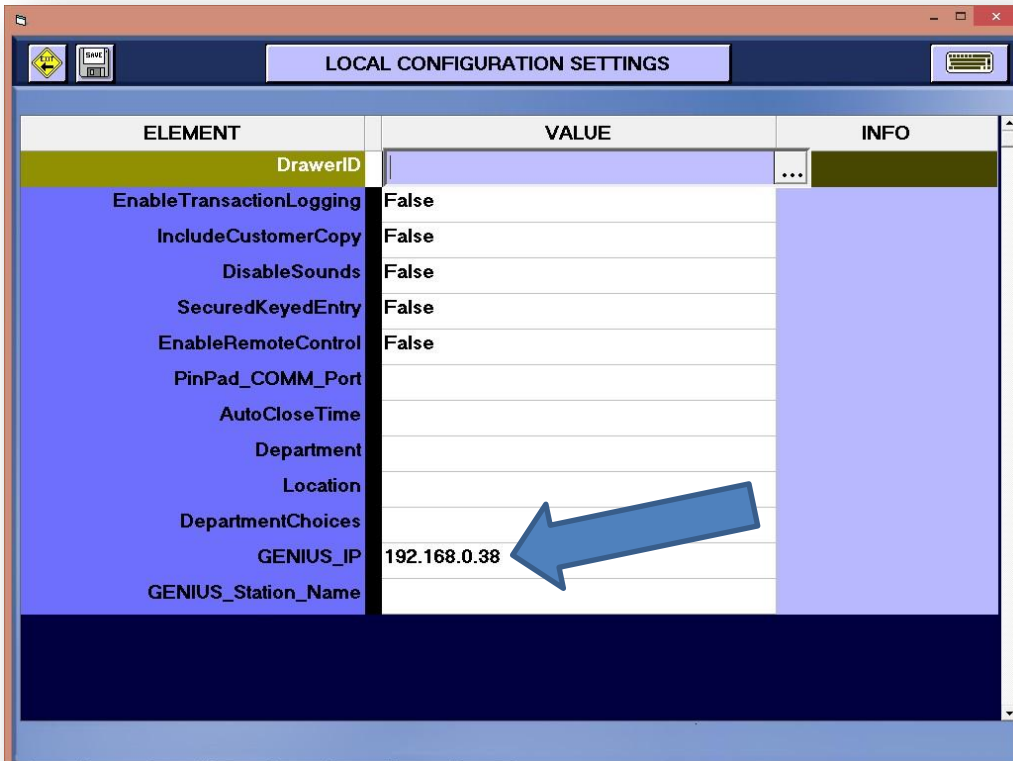 EXIT
SAVE
LOCAL CONFIGURATION SETTINGS
ELEMENT VALUE INFO
DrawerID ...
EnableTransactionLogging False
IncludeCustomerCopy False
DisableSounds False
SecuredKeyedEntry False
EnableRemoteControl False
PinPad_COMM_Port
AutoCloseTime
Department
Location
DepartmentChoices
GENIUS_IP 192.168.0.38
GENIUS_Station_Name